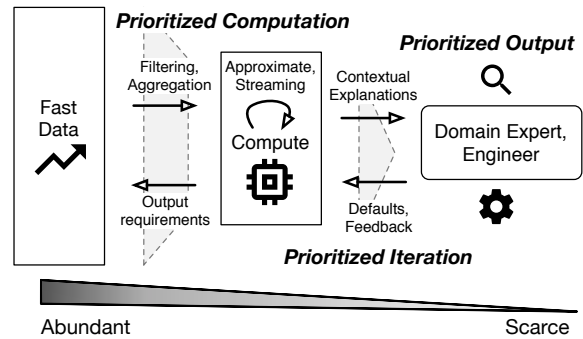 Prioritized Computation
Prioritized Output
Fast
Data
Filtering,
Aggregation
Output
requirements
Approximate,
Streaming
Compute
Contextual
Explanations
Defaults,
Feedback
Domain Expert,
Engineer
Prioritized Iteration
Abundant
Scarce